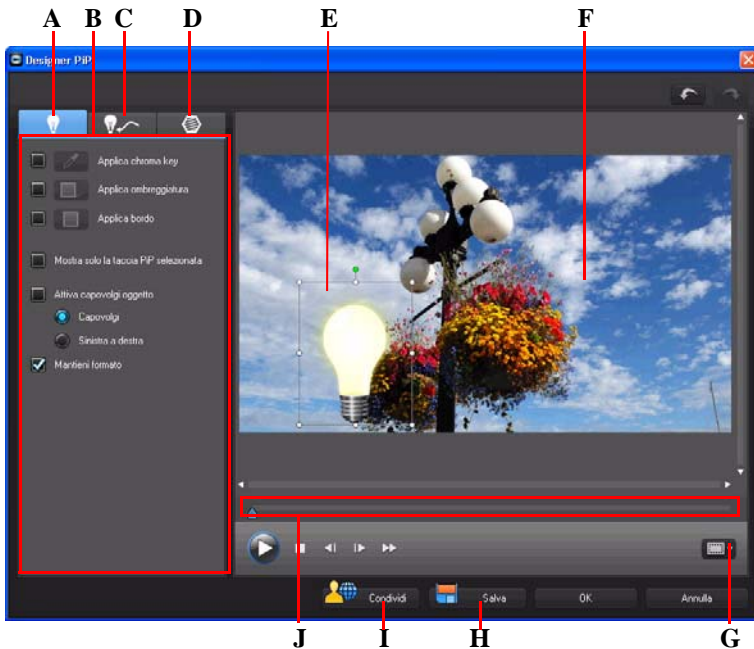 A B C D E F
Designer PiP
Applica chroma key
Applica ombreggiatura
Applica bordo
Mostra solo la taccia PiP selezionata
Attiva capovolgi oggetto
Capovolgi
Sinistra a destra
Mantieni formato
Condividi
Salva
OK
Annulla
J I H G